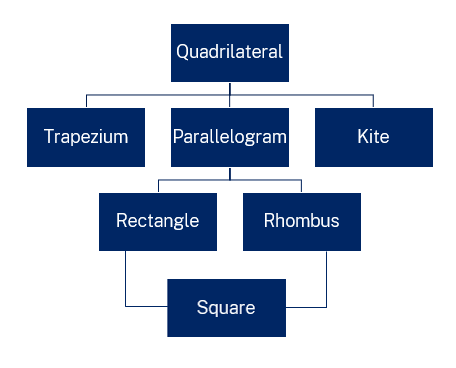 Quadrilateral
Trapezium
Parallelogram
Kite
Rectangle
Rhombus
Square